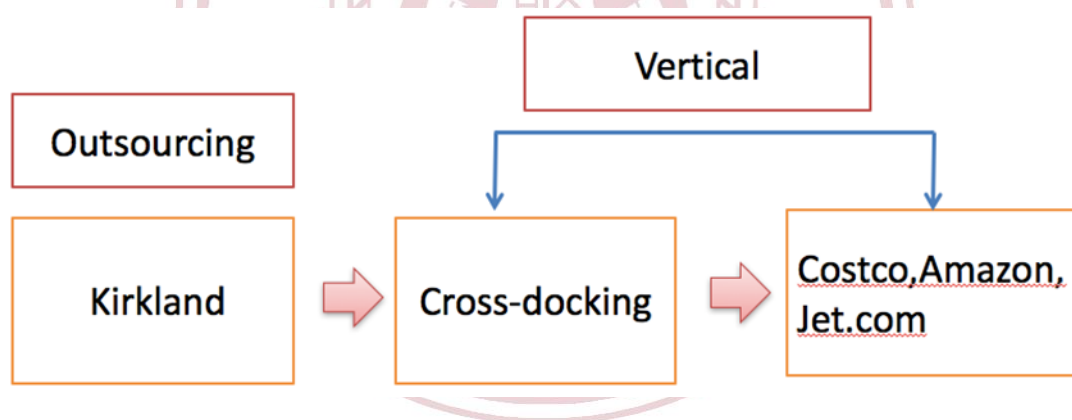 Vertical
Outsourcing
Kirkland
Cross-docking
Costco,Amazon,
Jet.com